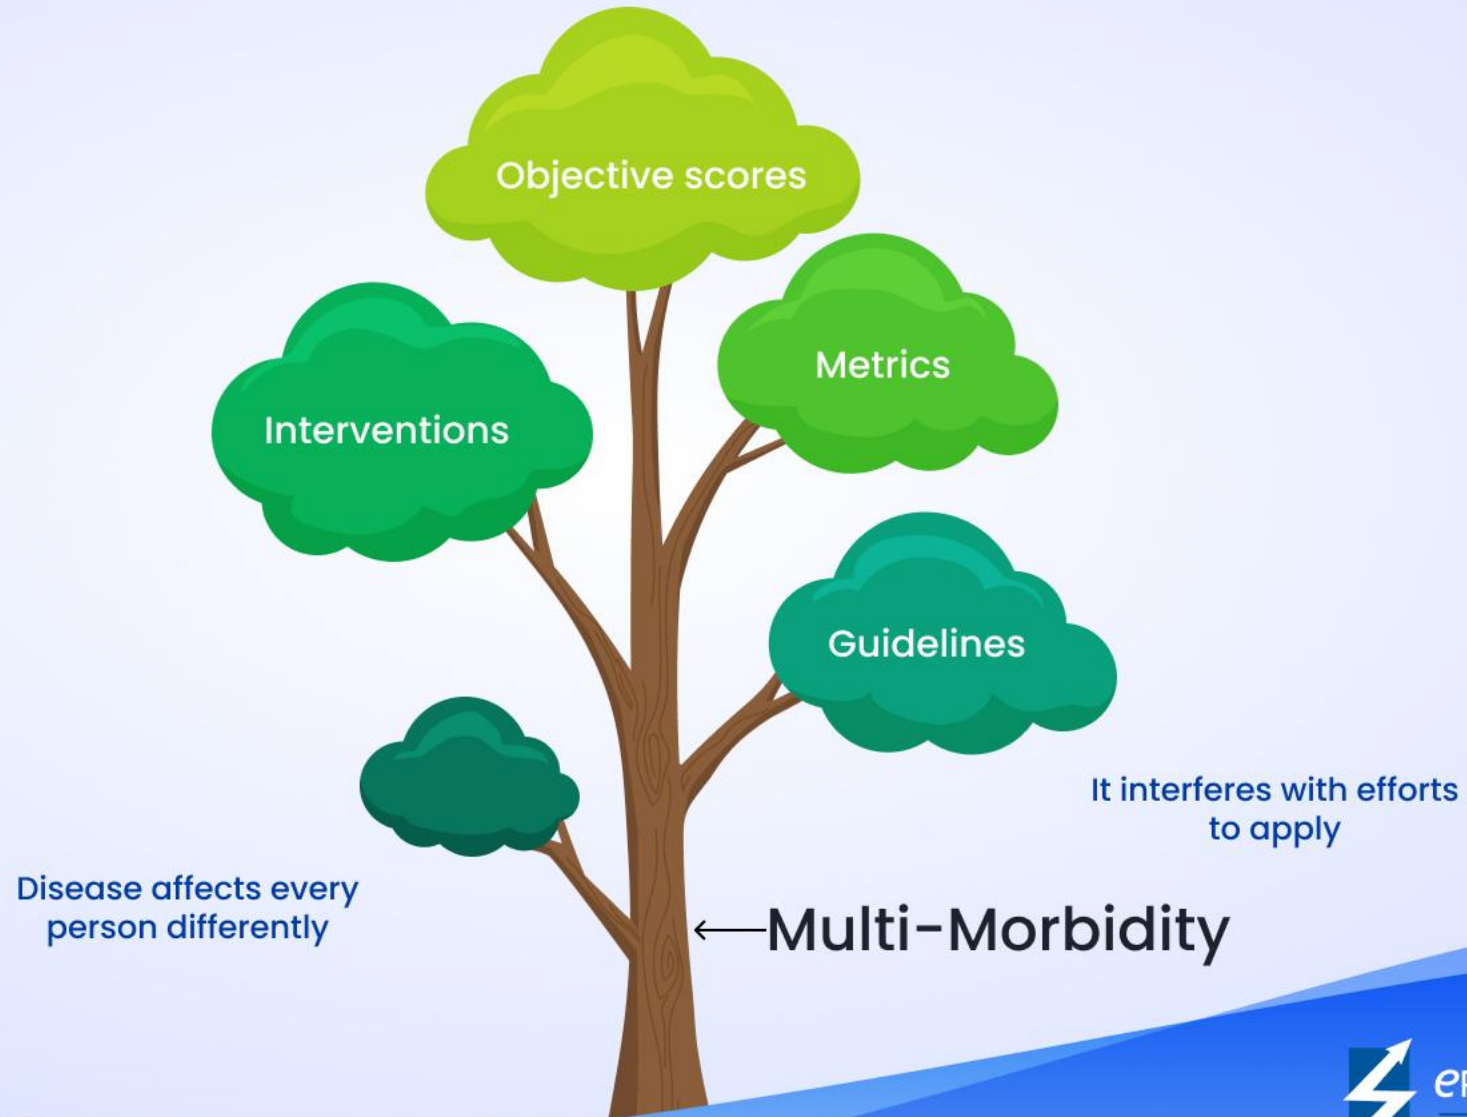 Objective scores
Metrics
Interventions
Guidelines
It interferes with efforts
to apply
Disease affects every
person differently
Multi-Morbidity